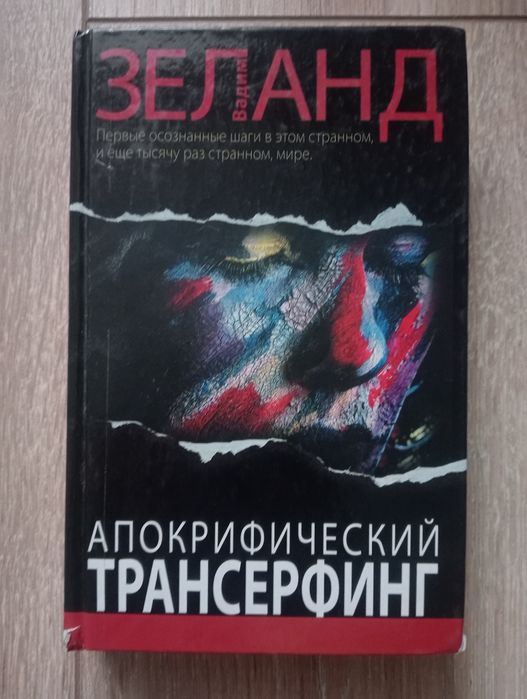 ЗЕЛАНД
Вадим
Первые осознанные шаги в этом странном,
и еще тысячу раз странном, мире.
АПОКРИФИЧЕСКИЙ
ТРАНСЕРФИНГ